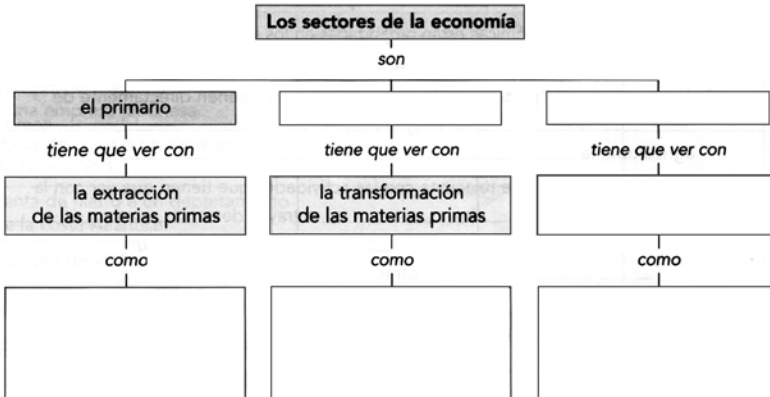 Los sectores de la economía
son
el primario
tiene que ver con
tiene que ver con
tiene que ver con
la extracción
de las materias primas
la transformación
de las materias primas
como
como
como